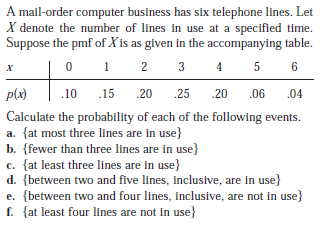 A mail-order computer business has six telephone lines. Let
X denote the number of lines in use at a specified time.
Suppose the pmf of X is as given in the accompanying table.
x 0 1 2 3 4 5 6
p(x) .10 .15 .20 .25 .20 .06 .04
Calculate the probability of each of the following events.
a. {at most three lines are in use}
b. {fewer than three lines are in use}
c. {at least three lines are in use}
d. {between two and five lines, inclusive, are in use}
e. {between two and four lines, inclusive, are not in use}
f. {at least four lines are not in use}